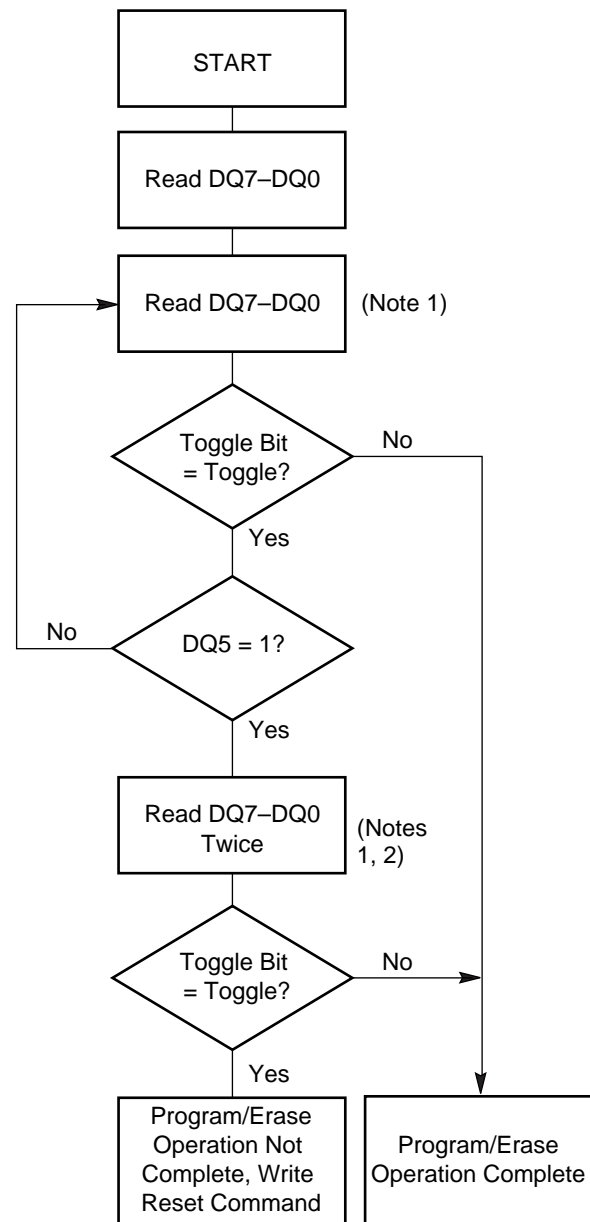 START
Read DQ7–DQ0
Read DQ7–DQ0
(Note 1)
Toggle Bit
= Toggle?
No
Yes
No
DQ5 = 1?
Yes
Read DQ7–DQ0
Twice
(Notes
1, 2)
Toggle Bit
= Toggle?
No
Yes
Program/Erase
Operation Not
Complete, Write
Reset Command
Program/Erase
Operation Complete